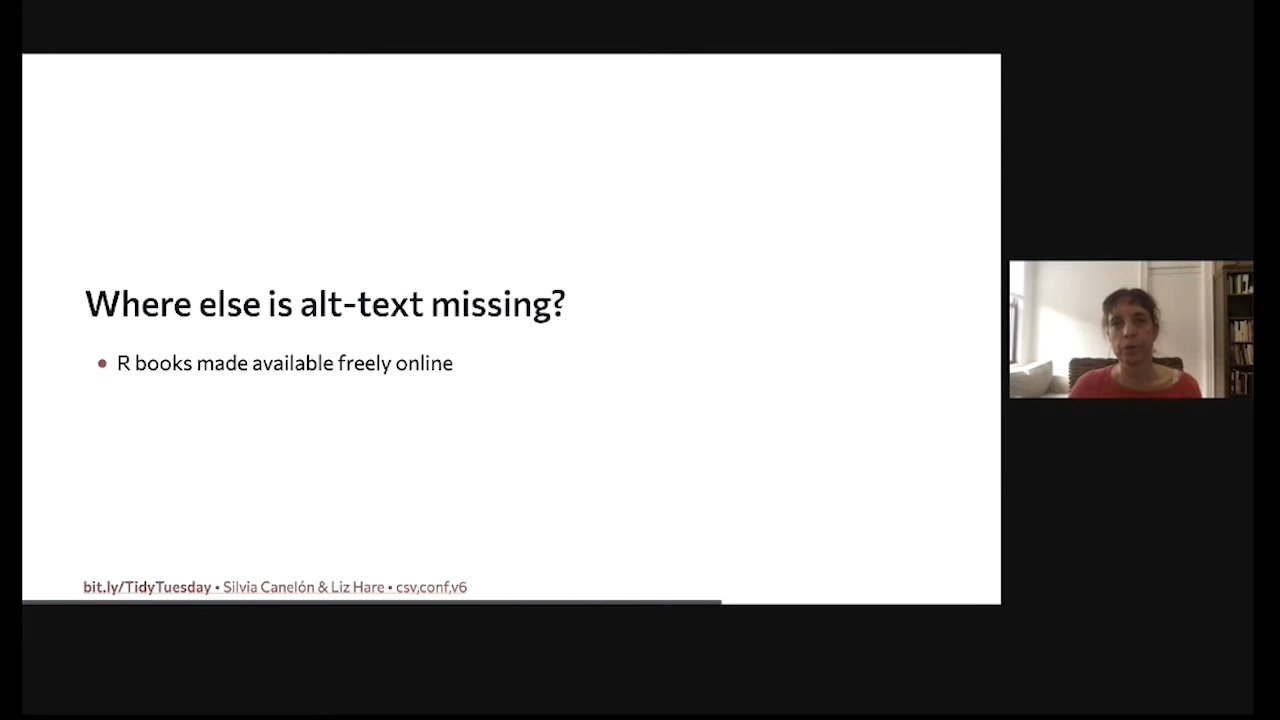 Where else is alt-text missing?
• R books made available freely online
bit.ly/TidyTuesday • Silvia Canelón & Liz Hare • csv,conf,v6